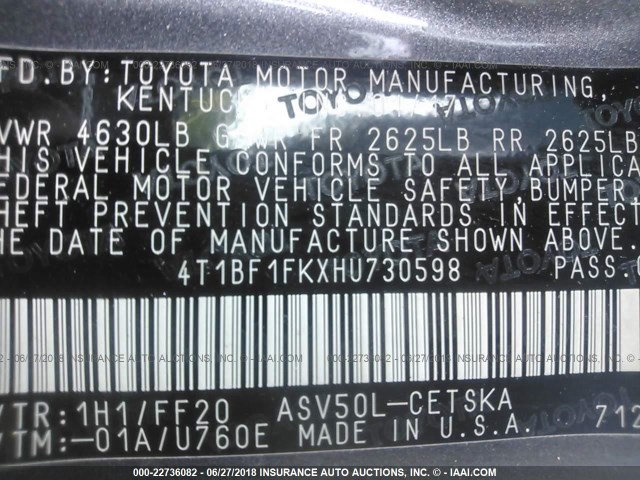 FD.BY: TOYOTA MOTOR MANUFACTURING,
KENTUC
VWR 4630LB FR 2625LB RR 2625LB
VEHICLE CONFORMS TO ALL APPLICA
EDERAL MOTOR VEHICLE SAFETY, BUMPER
HEFT PREVENTION STANDARDS IN EFFECT
HE DATE OF MANUFACTURE SHOWN ABOVE.
4T1BF1FKXHU730598 PASS.
/TR: 1H1/FF20 ASV50L-CETSKA
/TM: -01A/U760E MADE IN U.S.A. 712
000-22736082 06/27/2018 INSURANCE AUTO AUCTIONS, INC. © - IAAI.COM